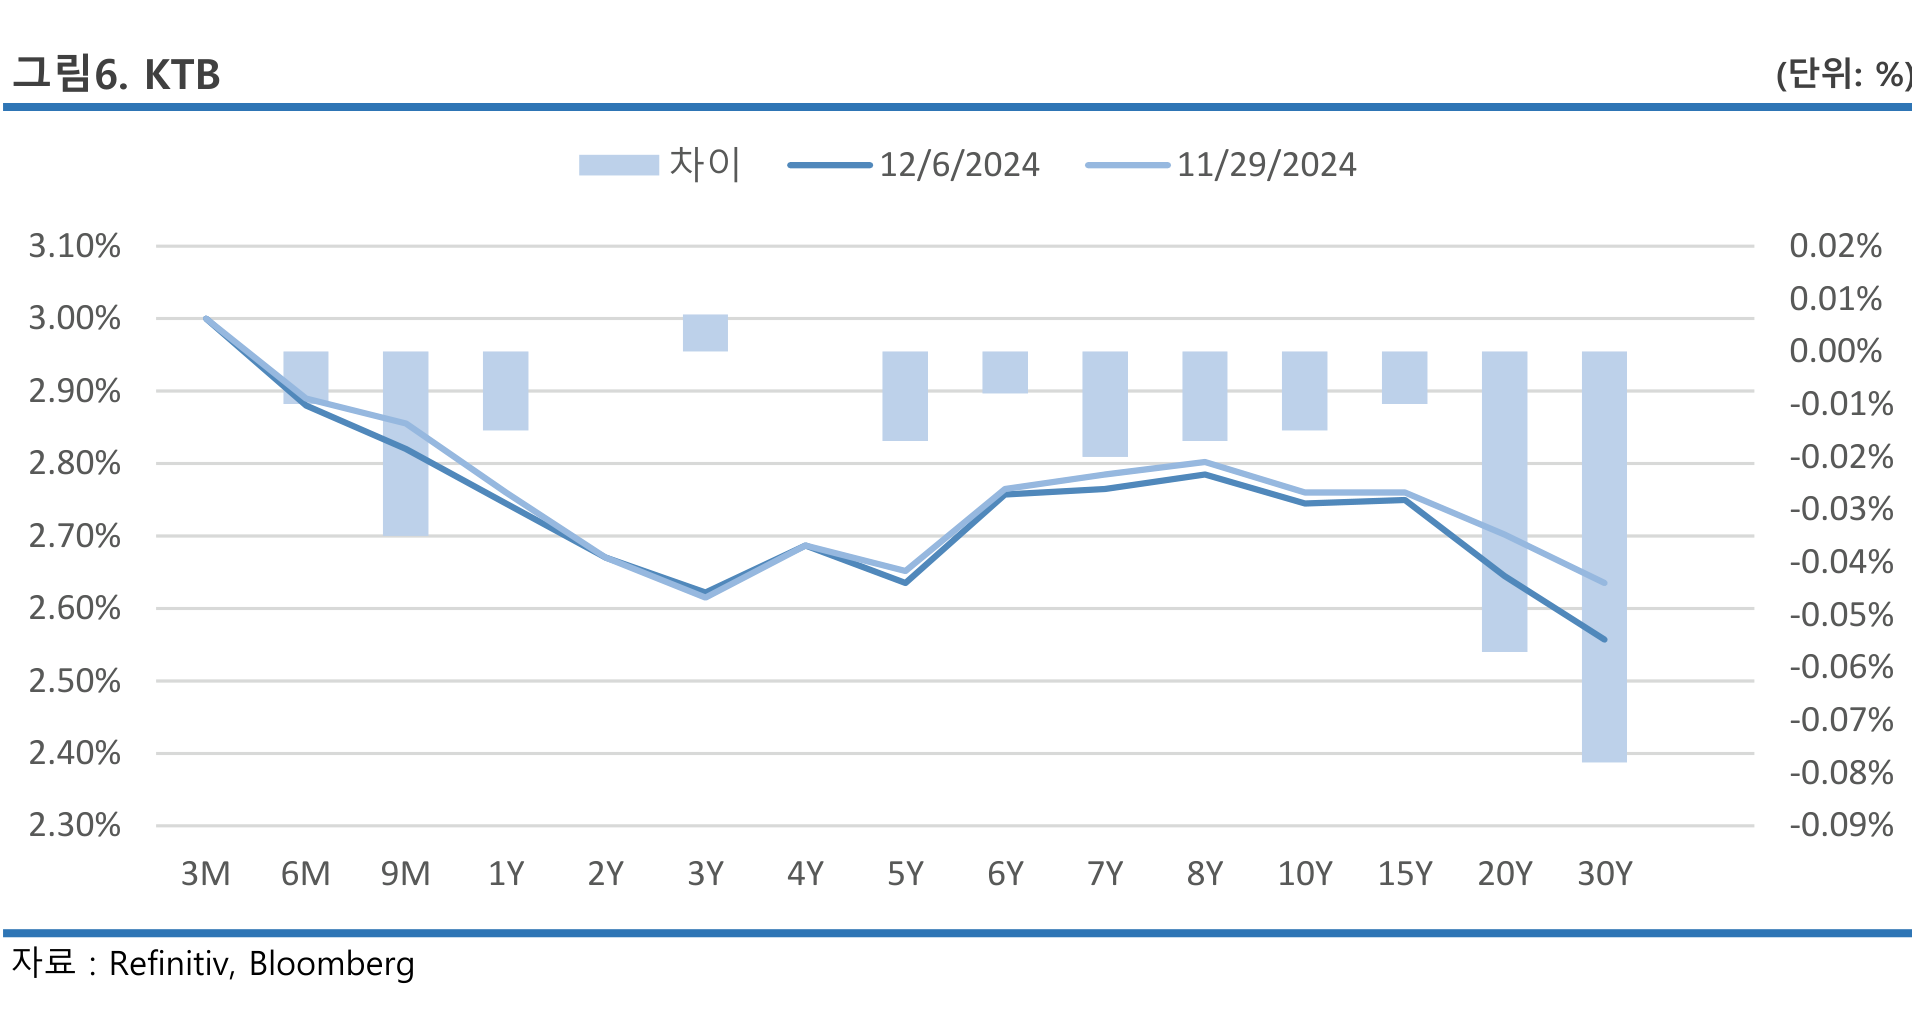 그림6. KTB
(단위: %)
차이 12/6/2024 11/29/2024
3.10% 0.02%
3.00% 0.01%
2.90% 0.00%
2.80% -0.01%
2.70% -0.02%
2.60% -0.03%
2.50% -0.04%
2.40% -0.05%
2.30% -0.06%
-0.07%
-0.08%
-0.09%
3M 6M 9M 1Y 2Y 3Y 4Y 5Y 6Y 7Y 8Y 10Y 15Y 20Y 30Y
자료 : Refinitiv, Bloomberg